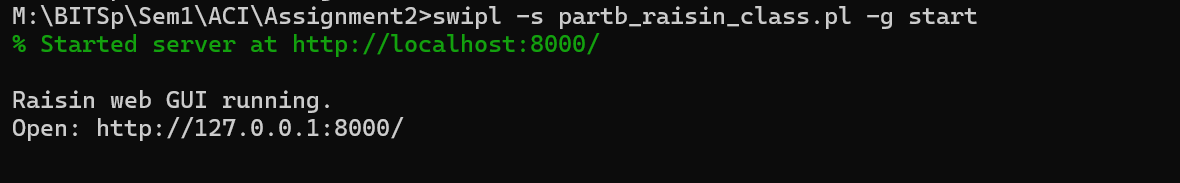 M:\BITSp\Sem1\ACI\Assignment2>swipl -s partb_raisin_class.pl -g start
% Started server at http://localhost:8000/
Raisin web GUI running.
Open: http://127.0.0.1:8000/